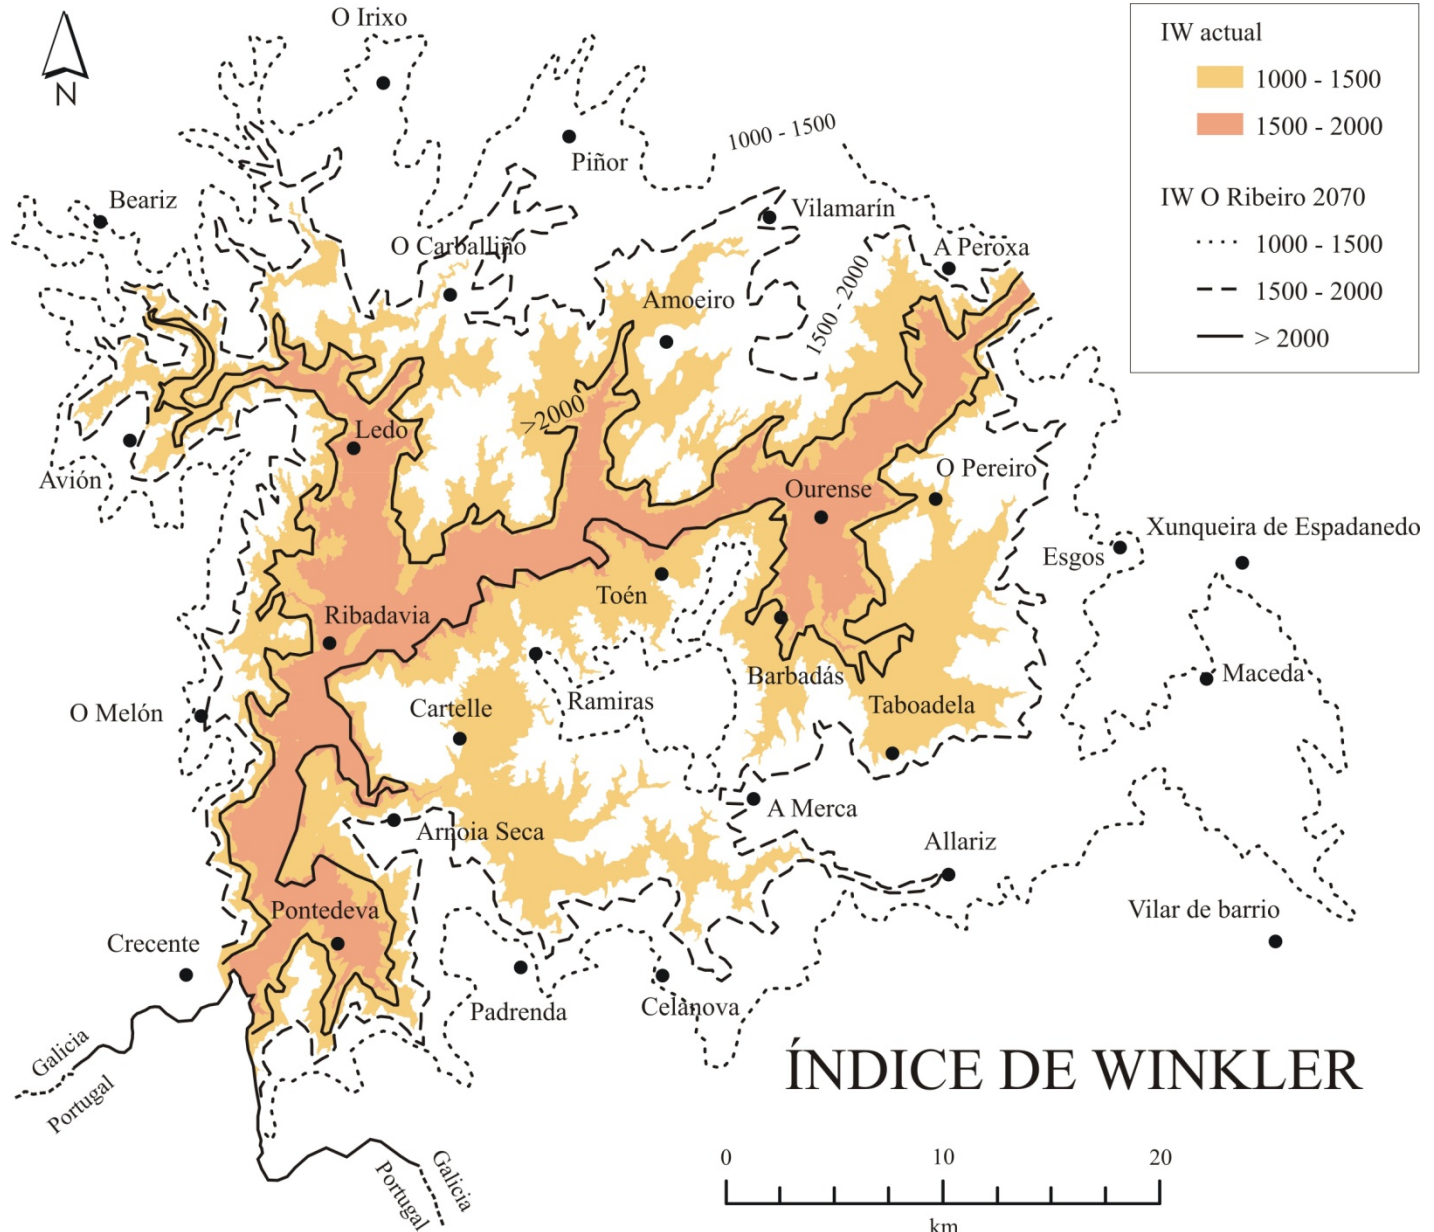 O Irixo
IW actual
1000 - 1500
1500 - 2000
IW O Ribeiro 2070
1000 - 1500
1500 - 2000
> 2000
N
1000 - 1500
Piñor
Beariz
Vilamarín
O Carballiño
A Peroxa
1500 - 2000
Amoeiro
>2000
Ledo
Avión
O Pereiro
Ourense
Xunqueira de Espadanedo
Esgos
Toén
Ribadavia
Maceda
Barbadás
Ramiras
Cartelle
Taboadela
O Melón
A Merca
Arnoia Seca
Allariz
Pontedeva
Vilar de barrio
Crecente
Padrenda
Celanova
Galicia
Portugal
ÍNDICE DE WINKLER
Galicia
Portugal
0 10 20
km